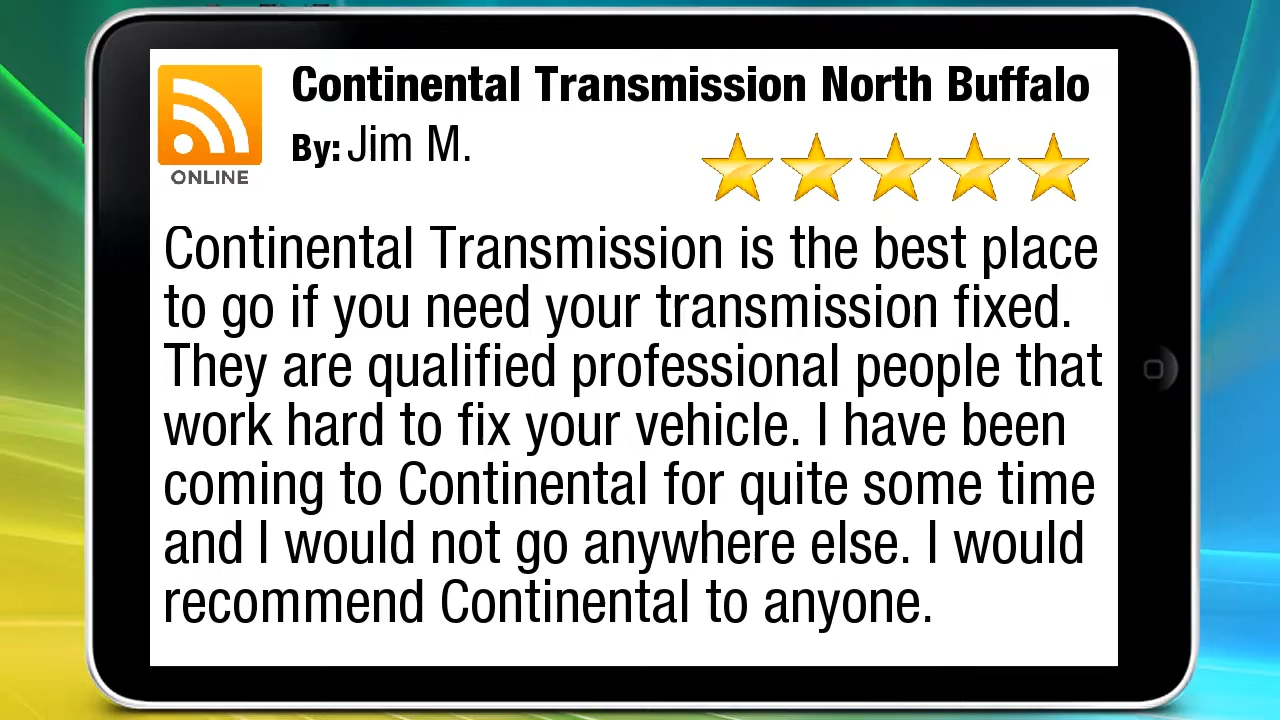 Continental Transmission North Buffalo
By: Jim M.
ONLINE
Continental Transmission is the best place
to go if you need your transmission fixed.
They are qualified professional people that
work hard to fix your vehicle. I have been
coming to Continental for quite some time
and I would not go anywhere else. I would
recommend Continental to anyone.